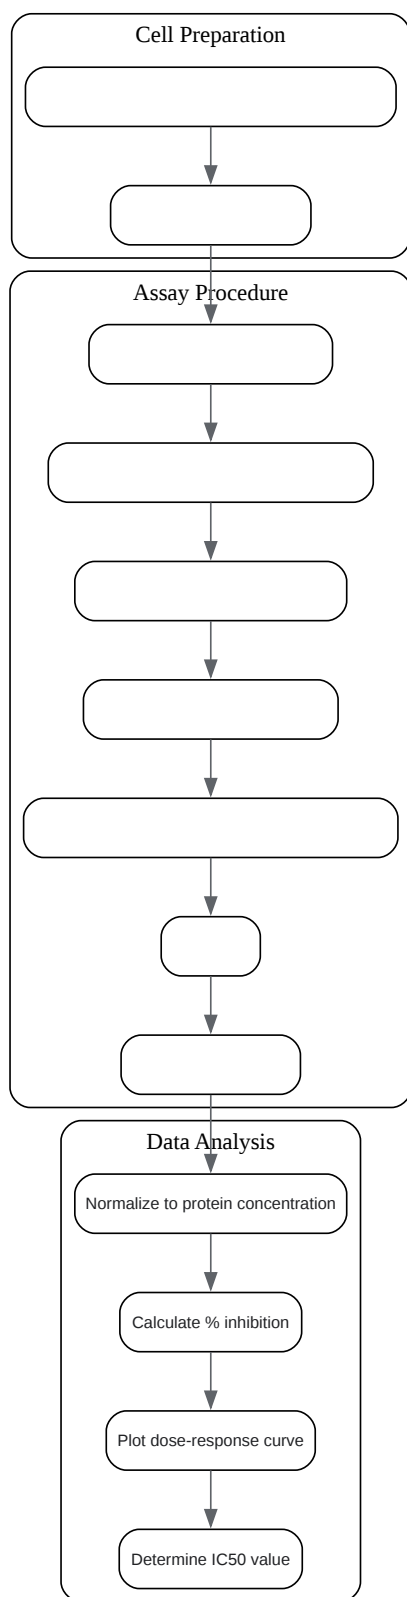 Cell Preparation
Assay Procedure
Data Analysis
Normalize to protein concentration
Calculate % inhibition
Plot dose-response curve
Determine IC50 value